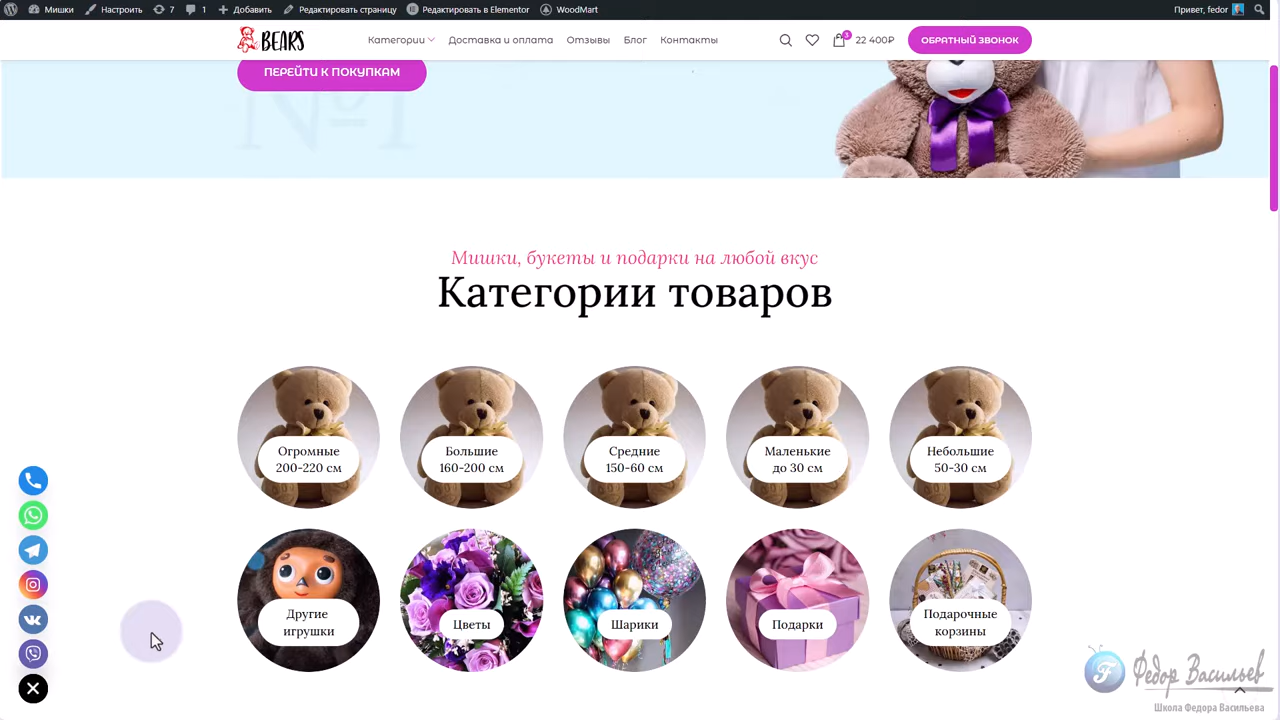 Мишки
Настроить
7
1
Добавить
Редактировать страницу
Редактировать в Elementor
WoodMart
Привет, fedor
BEARS
Категории
Доставка и оплата
Отзывы
Блог
Контакты
3
22 400₽
ОБРАТНЫЙ ЗВОНОК
ПЕРЕЙТИ К ПОКУПКАМ
№1
Мишки, букеты и подарки на любой вкус
Категории товаров
Огромные
200-220 см
Большие
160-200 см
Средние
150-60 см
Маленькие
до 30 см
Небольшие
50-30 см
Другие
игрушки
Цветы
Шарики
Подарки
Подарочные
корзины
Федор Васильев
Школа Федора Васильева